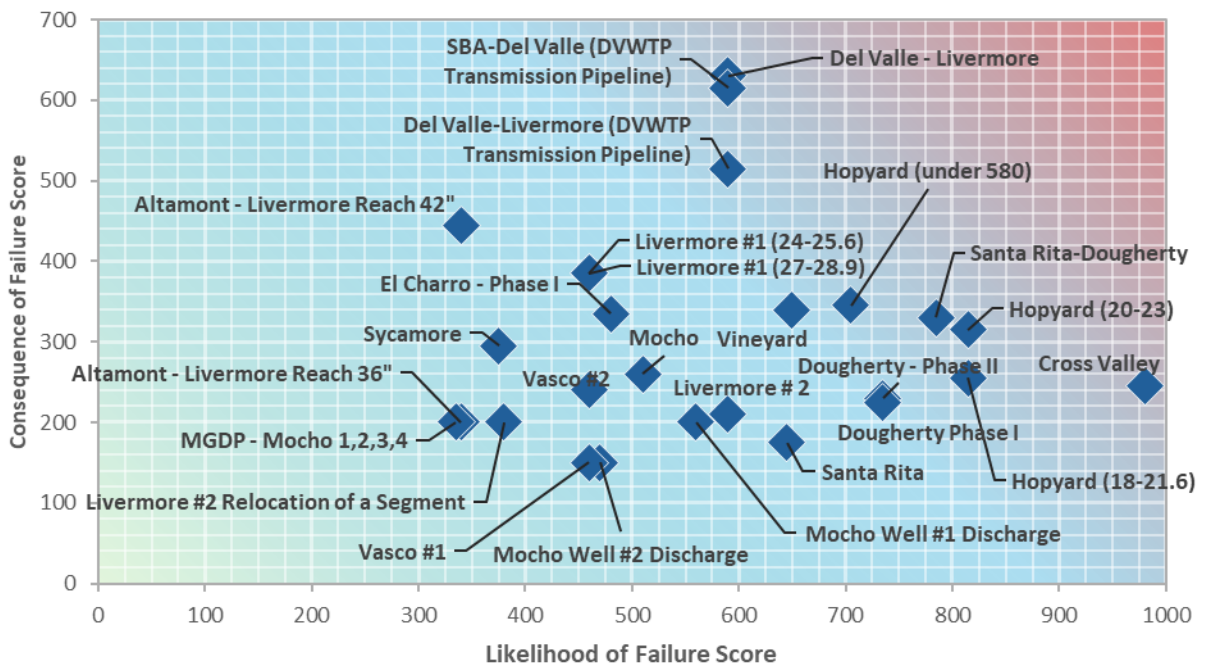 700
600
500
400
300
200
100
0
Consequence of Failure Score
SBA-Del Valle (DVWTP
Transmission Pipeline)
Del Valle - Livermore
Del Valle-Livermore (DVWTP
Transmission Pipeline)
Hopyard (under 580)
Altamont - Livermore Reach 42"
Livermore #1 (24-25.6)
Livermore #1 (27-28.9)
Santa Rita-Dougherty
El Charro - Phase I
Hopyard (20-23)
Sycamore
Mocho
Vineyard
Cross Valley
Altamont - Livermore Reach 36"
Vasco #2
Livermore # 2
Dougherty - Phase II
MGDP - Mocho 1,2,3,4
Dougherty Phase I
Santa Rita
Hopyard (18-21.6)
Livermore #2 Relocation of a Segment
Mocho Well #1 Discharge
Vasco #1
Mocho Well #2 Discharge
0 100 200 300 400 500 600 700 800 900 1000
Likelihood of Failure Score